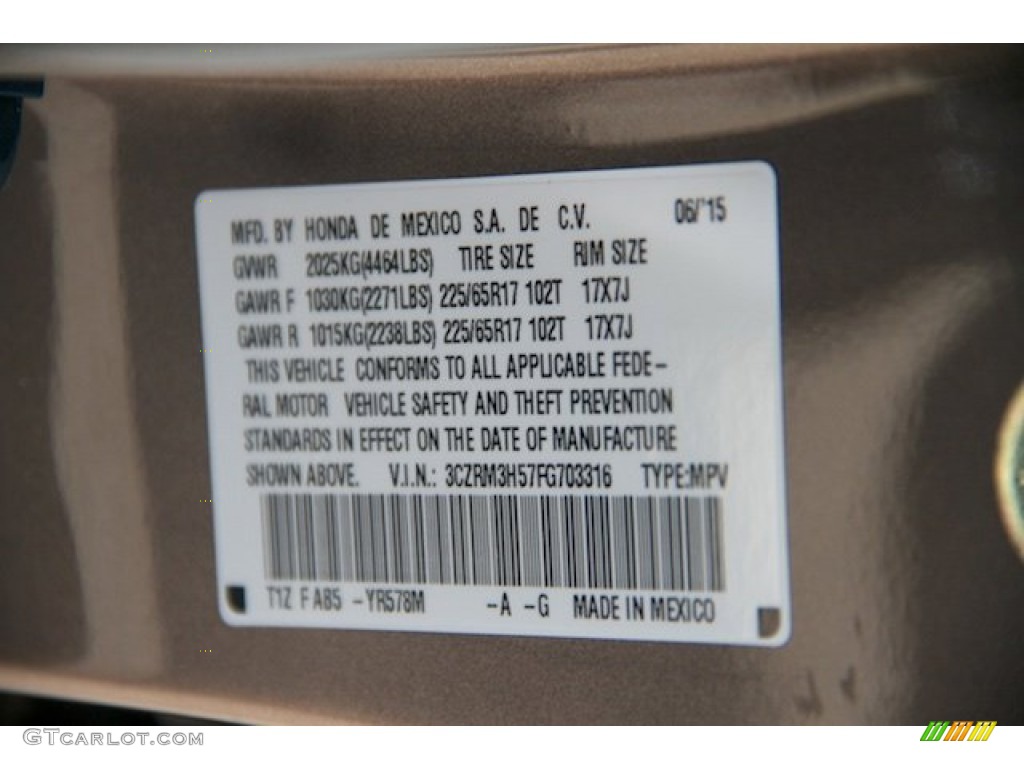 MFD. BY HONDA DE MEXICO S.A. DE C.V. 06/'15
GVWR 2025KG(4464LBS) TIRE SIZE RIM SIZE
GAWR F 1030KG(2271LBS) 225/65R17 102T 17X7J
GAWR R 1015KG(2238LBS) 225/65R17 102T 17X7J
THIS VEHICLE CONFORMS TO ALL APPLICABLE FEDE-
RAL MOTOR VEHICLE SAFETY AND THEFT PREVENTION
STANDARDS IN EFFECT ON THE DATE OF MANUFACTURE
SHOWN ABOVE. V.I.N.: 3CZRM3H57FG703316 TYPE:MPV
T1Z F A85 -YR578M -A -G MADE IN MEXICO
GTCARLOT.COM